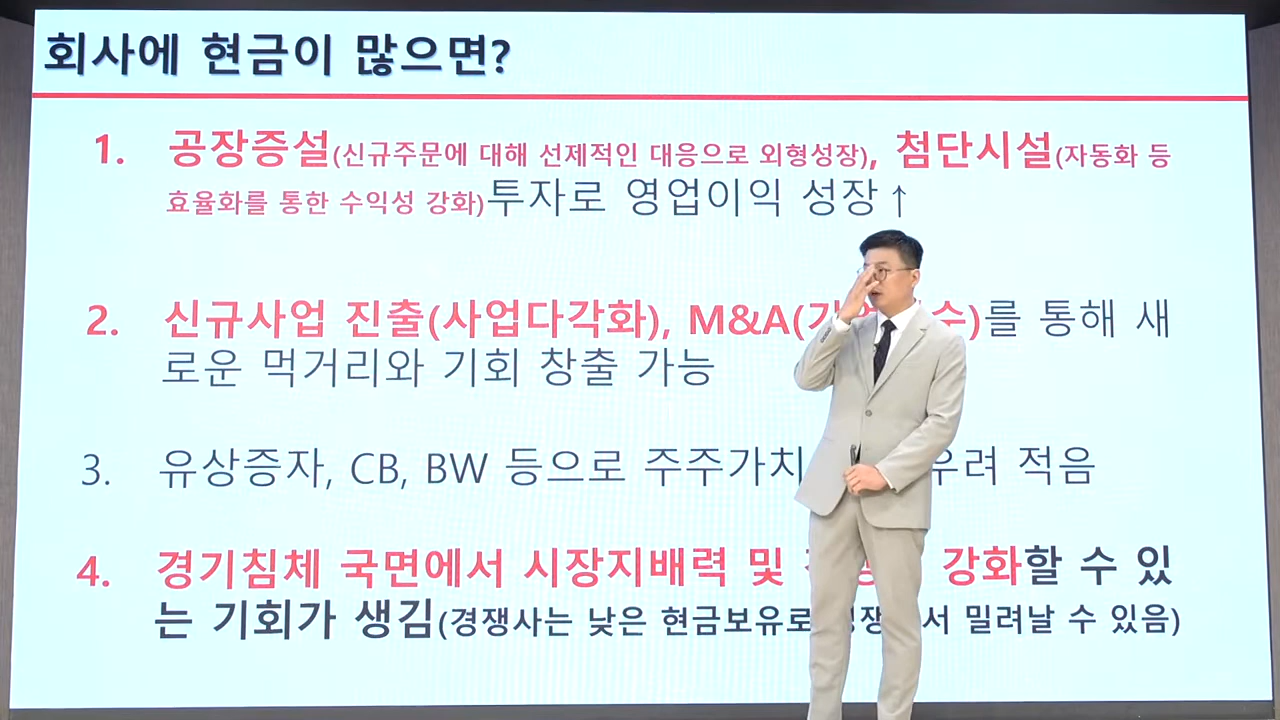 회사에 현금이 많으면?
1. 공장증설(신규주문에 대해 선제적인 대응으로 외형성장), 첨단시설(자동화 등
효율화를 통한 수익성 강화)투자로 영업이익 성장↑
2. 신규사업 진출(사업다각화), M&A(기 수)를 통해 새
로운 먹거리와 기회 창출 가능
3. 유상증자, CB, BW 등으로 주주가치 우려 적음
4. 경기침체 국면에서 시장지배력 및 강화할 수 있
는 기회가 생김(경쟁사는 낮은 현금보유로 서 밀려날 수 있음)